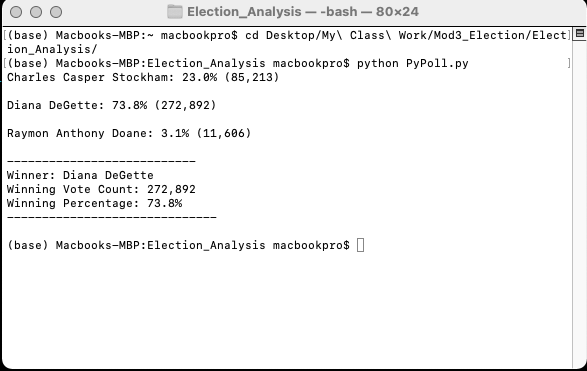 Election_Analysis — -bash — 80×24
[(base) Macbooks-MBP:~ macbookpro$ cd Desktop/My\ Class\ Work/Mod3_Election/Elect]
ion_Analysis/
[(base) Macbooks-MBP:Election_Analysis macbookpro$ python PyPoll.py ]
Charles Casper Stockham: 23.0% (85,213)
Diana DeGette: 73.8% (272,892)
Raymon Anthony Doane: 3.1% (11,606)
---------------------------
Winner: Diana DeGette
Winning Vote Count: 272,892
Winning Percentage: 73.8%
------------------------------
(base) Macbooks-MBP:Election_Analysis macbookpro$